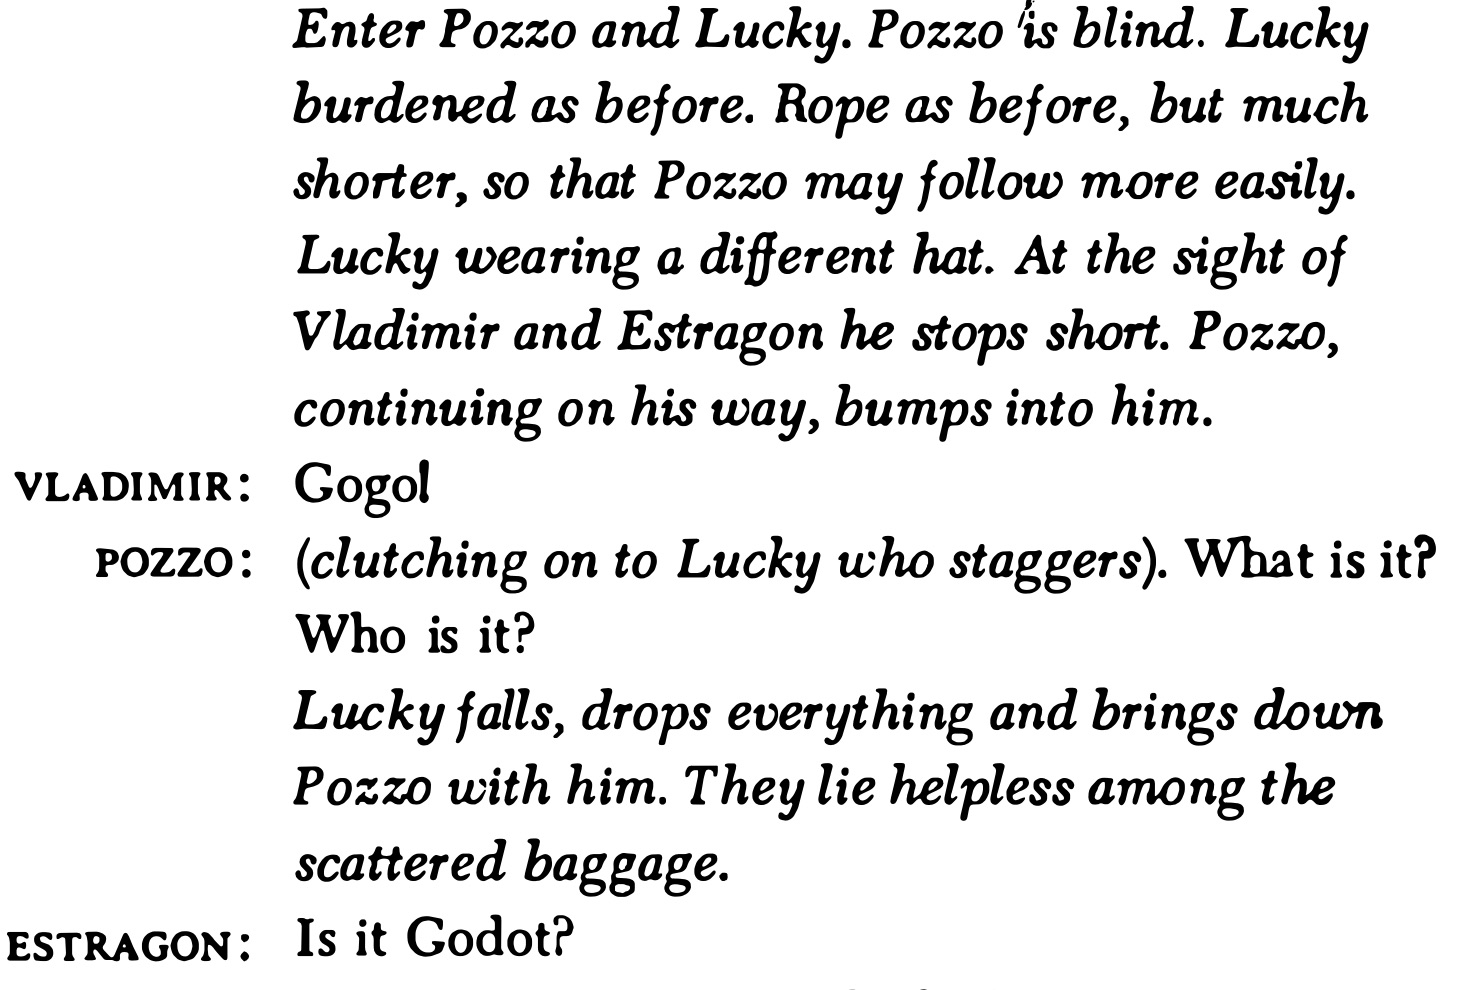 Enter Pozzo and Lucky. Pozzo is blind. Lucky
burdened as before. Rope as before, but much
shorter, so that Pozzo may follow more easily.
Lucky wearing a different hat. At the sight of
Vladimir and Estragon he stops short. Pozzo,
continuing on his way, bumps into him.
VLADIMIR: Gogo!
POZZO: (clutching on to Lucky who staggers). What is it?
Who is it?
Lucky falls, drops everything and brings down
Pozzo with him. They lie helpless among the
scattered baggage.
ESTRAGON: Is it Godot?